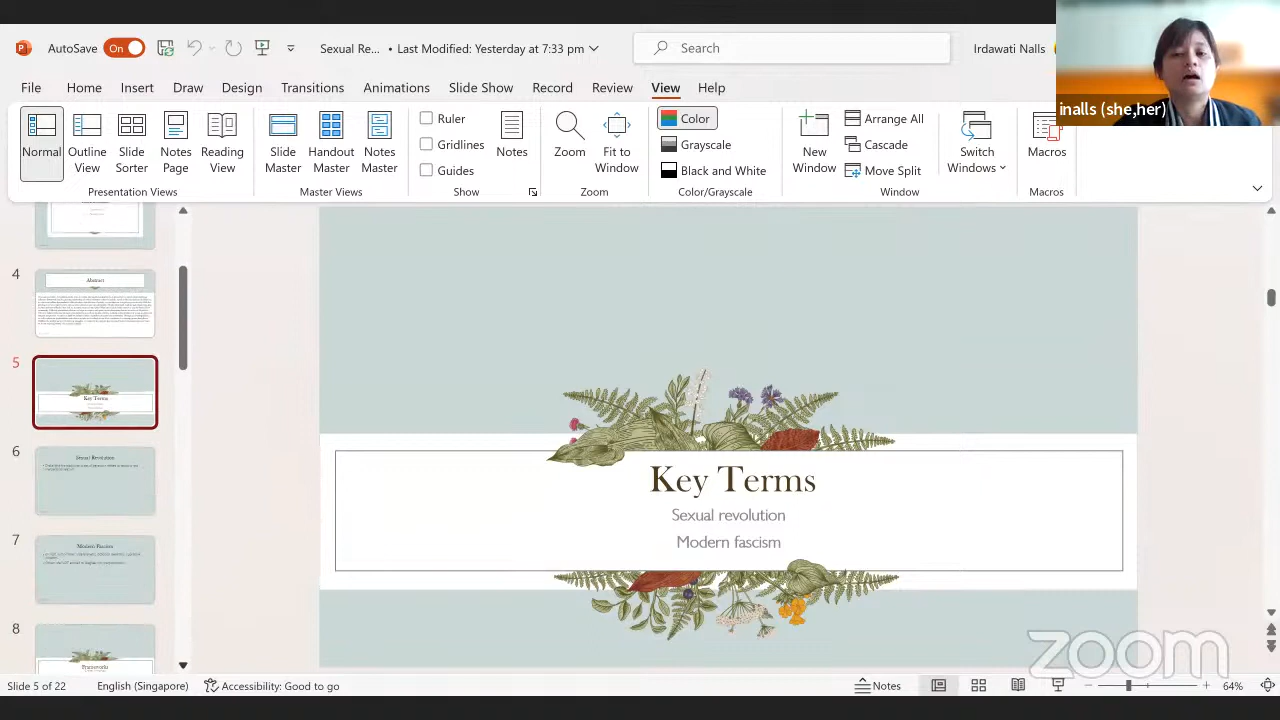 AutoSave On
Sexual Re... • Last Modified: Yesterday at 7:33 pm
Search
Irdawati Nalls
inalls (she,her)
File Home Insert Draw Design Transitions Animations Slide Show Record Review View Help
Normal
Outline View
Slide Sorter
Notes Page
Reading View
Presentation Views
Slide Master
Handout Master
Notes Master
Master Views
Ruler
Gridlines
Guides
Notes
Show
Zoom
Fit to Window
Zoom
Color
Grayscale
Black and White
Color/Grayscale
New Window
Arrange All
Cascade
Move Split
Switch Windows
Window
Macros
Macros
4
Abstract
5
Key Terms
6
Sexual Revolution
7
Modern Fascism
8
Frameworks
Key Terms
Sexual revolution
Modern fascism
zoom
Slide 5 of 22 English (Singapore) Accessibility: Good to go Notes 64%